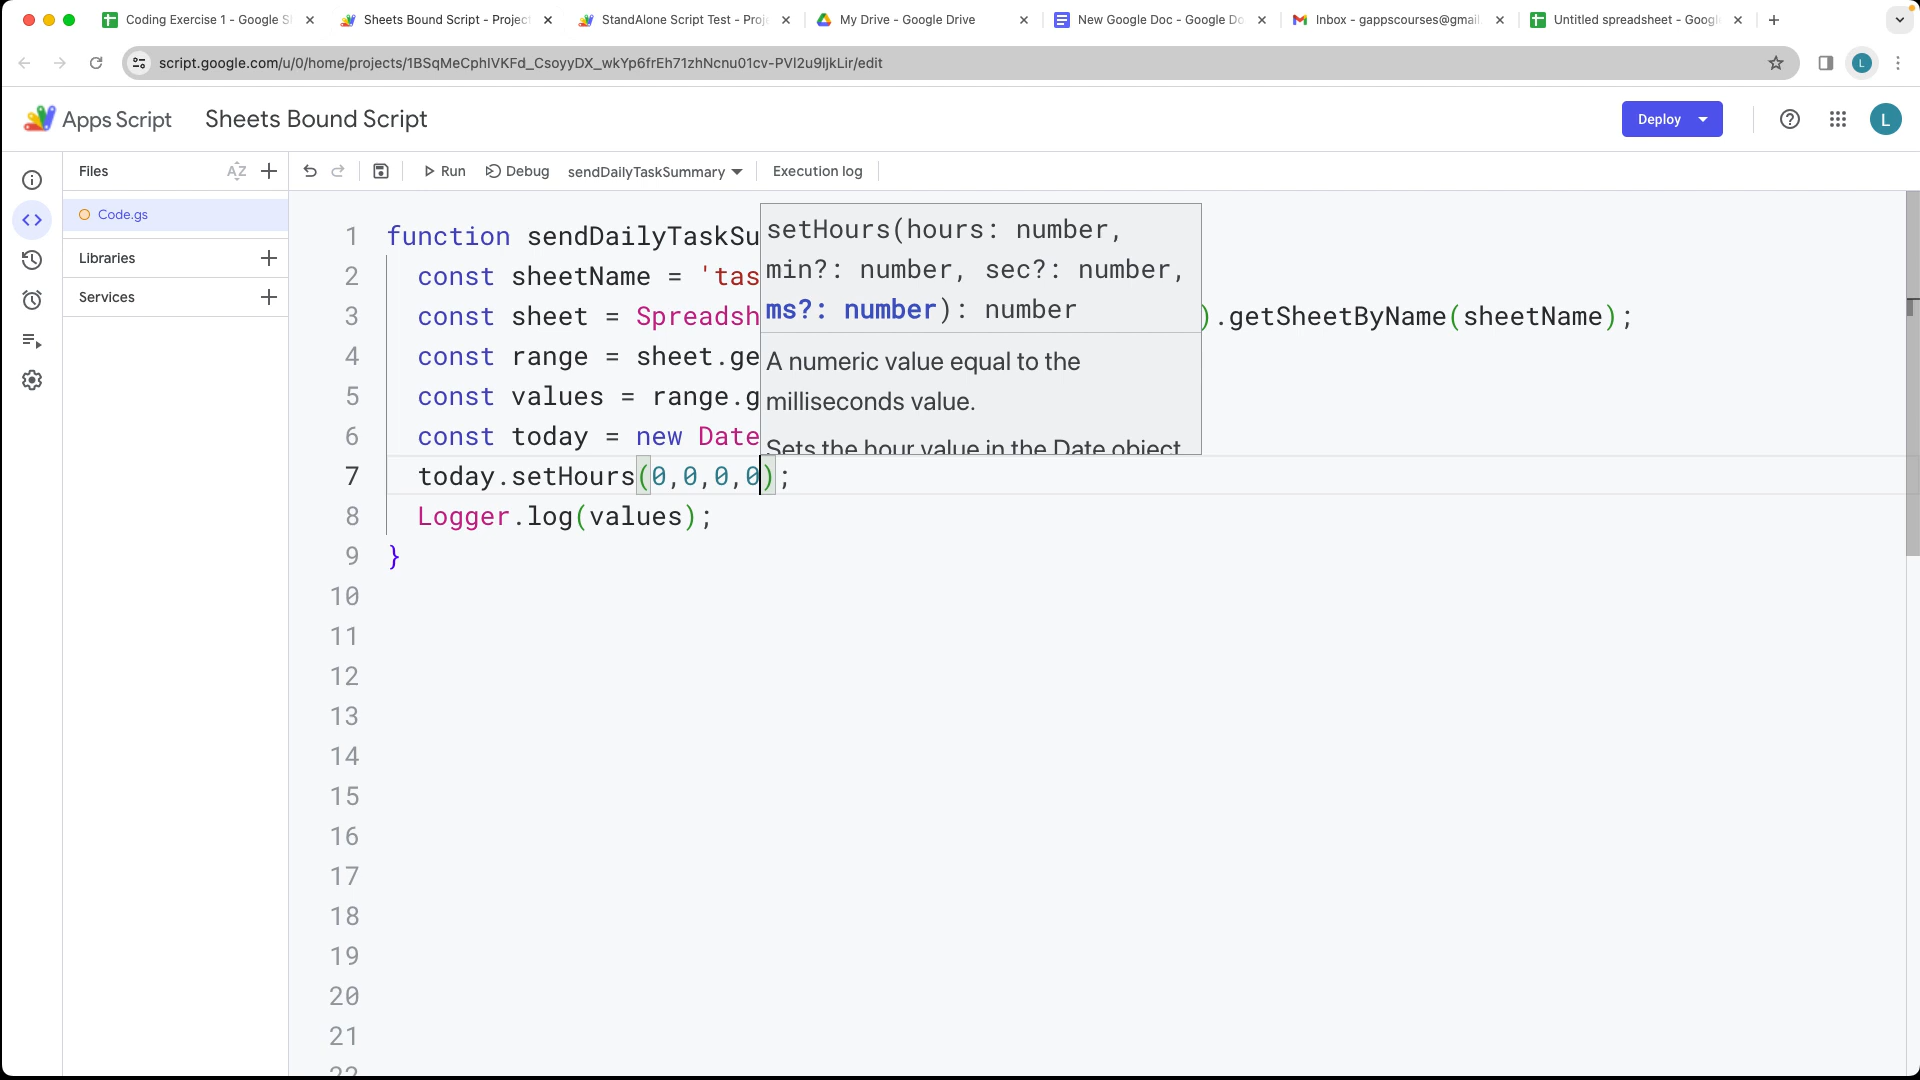 Coding Exercise 1 - Google S
Sheets Bound Script - Project
StandAlone Script Test - Proje
My Drive - Google Drive
New Google Doc - Google Do
Inbox - gappscourses@gmail.
Untitled spreadsheet - Googl
script.google.com/u/0/home/projects/1BSqMeCphlVKFd_CsoyyDX_wkYp6frEh71zhNcnu01cv-PVl2u9ljkLir/edit
L
Apps Script
Sheets Bound Script
Deploy
L
Files
AZ
Run
Debug
sendDailyTaskSummary
Execution log
Code.gs
Libraries
Services
1 function sendDailyTaskSu
2 const sheetName = 'tas
3 const sheet = Spreadsh ).getSheetByName(sheetName);
4 const range = sheet.ge
5 const values = range.g
6 const today = new Date
7 today.setHours(0,0,0,0);
8 Logger.log(values);
9 }
10
11
12
13
14
15
16
17
18
19
20
21
22
setHours(hours: number,
min?: number, sec?: number,
ms?: number): number
A numeric value equal to the
milliseconds value.
Sets the hour value in the Date object